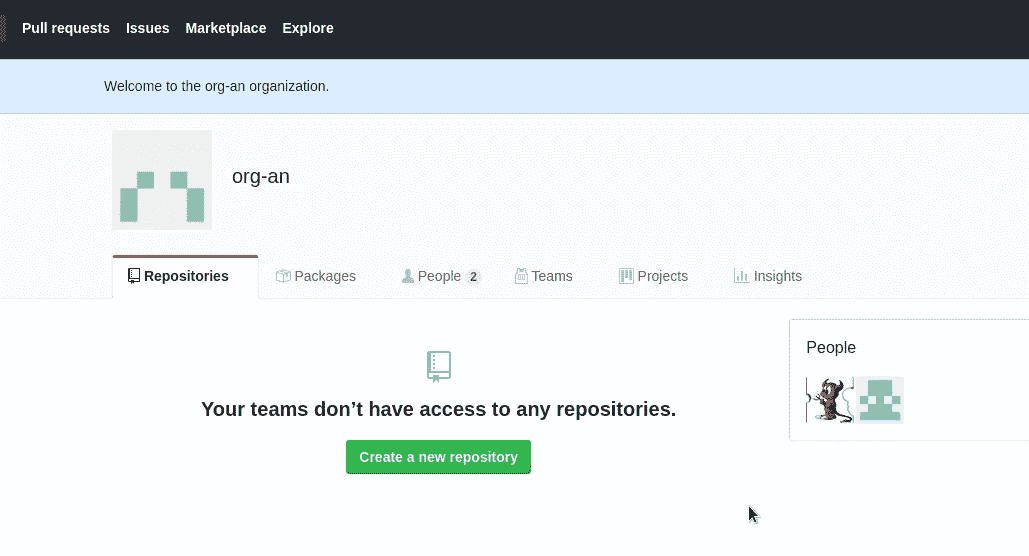 Pull requests Issues Marketplace Explore
Welcome to the org-an organization.
org-an
Repositories Packages People 2 Teams Projects Insights
People
Your teams don’t have access to any repositories.
Create a new repository